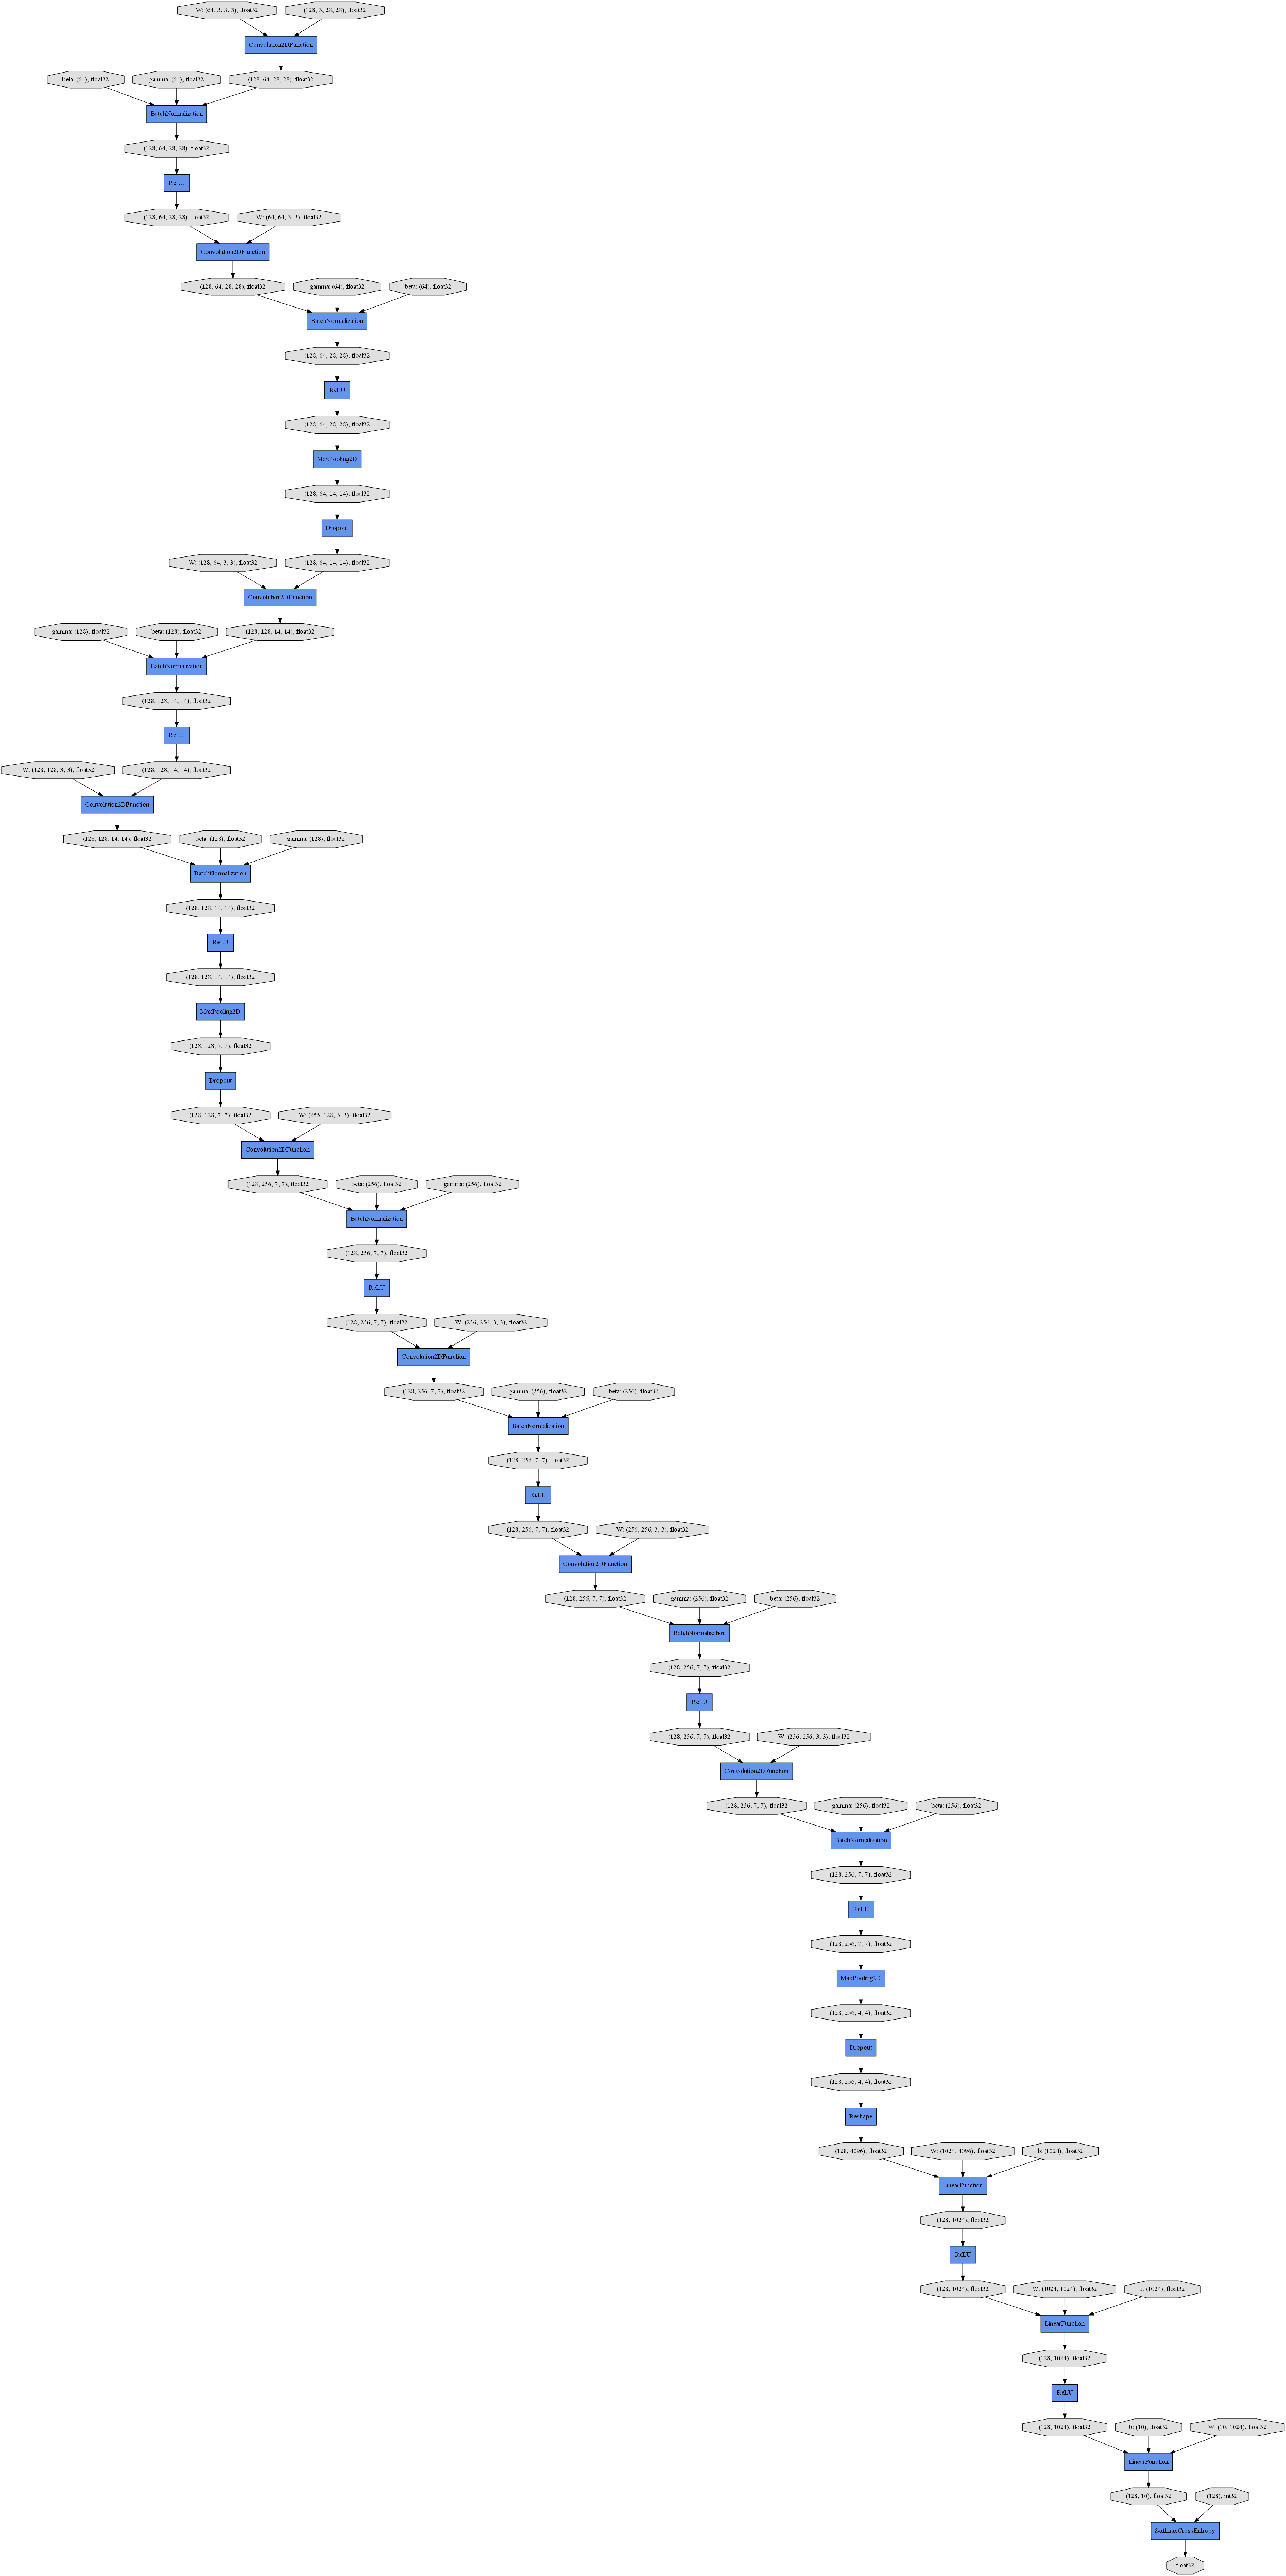 W: (64, 3, 3, 3), float32 (128, 3, 28, 28), float32
Convolution2DFunction
beta: (64), float32 gamma: (64), float32 (128, 64, 28, 28), float32
BatchNormalization
(128, 64, 28, 28), float32
ReLU
(128, 64, 28, 28), float32 W: (64, 64, 3, 3), float32
Convolution2DFunction
(128, 64, 28, 28), float32 gamma: (64), float32 beta: (64), float32
BatchNormalization
(128, 64, 28, 28), float32
ReLU
(128, 64, 28, 28), float32
MaxPooling2D
(128, 64, 14, 14), float32
Dropout
W: (128, 64, 3, 3), float32 (128, 64, 14, 14), float32
Convolution2DFunction
gamma: (128), float32 beta: (128), float32 (128, 128, 14, 14), float32
BatchNormalization
(128, 128, 14, 14), float32
ReLU
W: (128, 128, 3, 3), float32 (128, 128, 14, 14), float32
Convolution2DFunction
(128, 128, 14, 14), float32 beta: (128), float32 gamma: (128), float32
BatchNormalization
(128, 128, 14, 14), float32
ReLU
(128, 128, 14, 14), float32
MaxPooling2D
(128, 128, 7, 7), float32
Dropout
(128, 128, 7, 7), float32 W: (256, 128, 3, 3), float32
Convolution2DFunction
(128, 256, 7, 7), float32 beta: (256), float32 gamma: (256), float32
BatchNormalization
(128, 256, 7, 7), float32
ReLU
(128, 256, 7, 7), float32 W: (256, 256, 3, 3), float32
Convolution2DFunction
(128, 256, 7, 7), float32 gamma: (256), float32 beta: (256), float32
BatchNormalization
(128, 256, 7, 7), float32
ReLU
(128, 256, 7, 7), float32 W: (256, 256, 3, 3), float32
Convolution2DFunction
(128, 256, 7, 7), float32 gamma: (256), float32 beta: (256), float32
BatchNormalization
(128, 256, 7, 7), float32
ReLU
(128, 256, 7, 7), float32 W: (256, 256, 3, 3), float32
Convolution2DFunction
(128, 256, 7, 7), float32 gamma: (256), float32 beta: (256), float32
BatchNormalization
(128, 256, 7, 7), float32
ReLU
(128, 256, 7, 7), float32
MaxPooling2D
(128, 256, 4, 4), float32
Dropout
(128, 256, 4, 4), float32
Reshape
(128, 4096), float32 W: (1024, 4096), float32 b: (1024), float32
LinearFunction
(128, 1024), float32
ReLU
(128, 1024), float32 W: (1024, 1024), float32 b: (1024), float32
LinearFunction
(128, 1024), float32
ReLU
(128, 1024), float32 b: (10), float32 W: (10, 1024), float32
LinearFunction
(128, 10), float32 (128), int32
SoftmaxCrossEntropy
float32